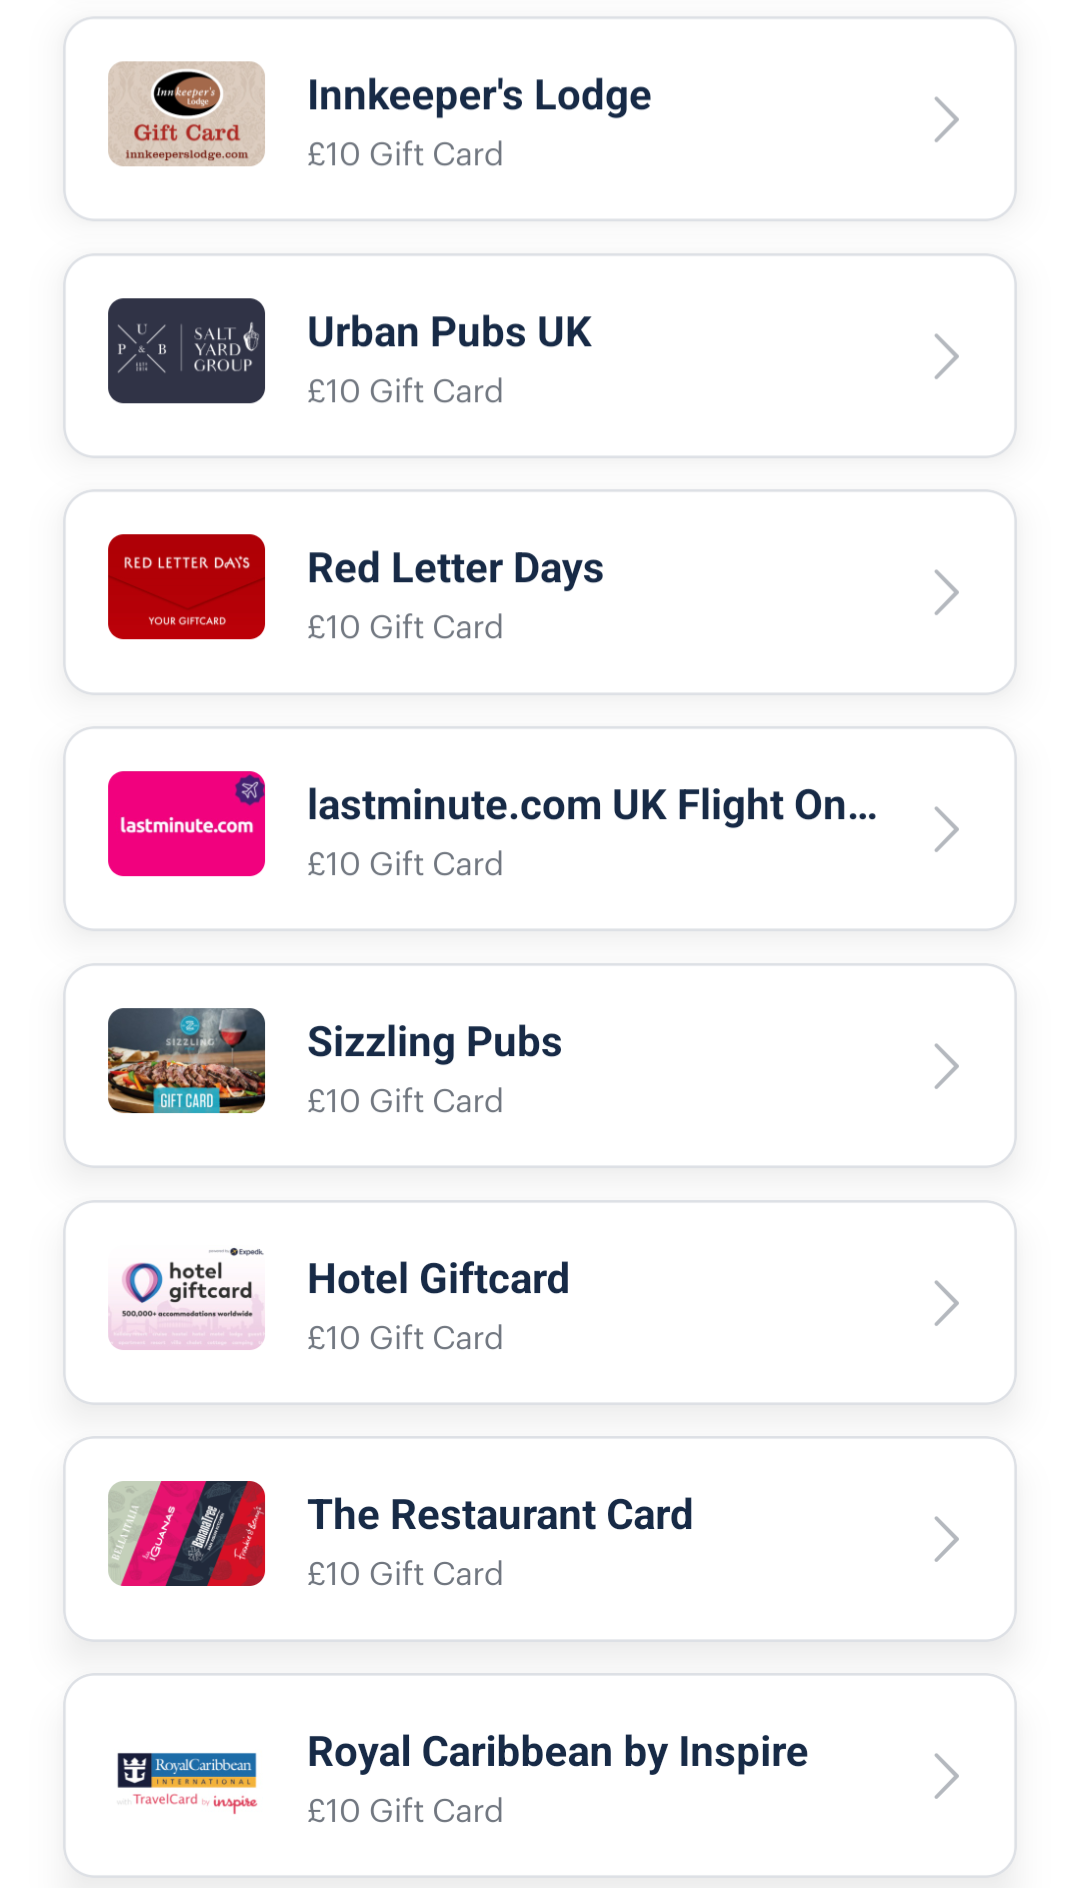 Innkeeper's
Lodge
Gift Card
innkeeperslodge.com
Innkeeper's Lodge
£10 Gift Card
U
P & B
SALT
YARD
GROUP
Urban Pubs UK
£10 Gift Card
RED LETTER DAYS
YOUR GIFTCARD
Red Letter Days
£10 Gift Card
lastminute.com
lastminute.com UK Flight On...
£10 Gift Card
SIZZLING
GIFT CARD
Sizzling Pubs
£10 Gift Card
powered by Expedia
hotel
giftcard
500,000+ accommodations worldwide
Hotel Giftcard
£10 Gift Card
BELLA ITALIA
las IGUANAS
BananaTree
Frankie & Benny's
The Restaurant Card
£10 Gift Card
RoyalCaribbean
INTERNATIONAL
with TravelCard by inspire
Royal Caribbean by Inspire
£10 Gift Card